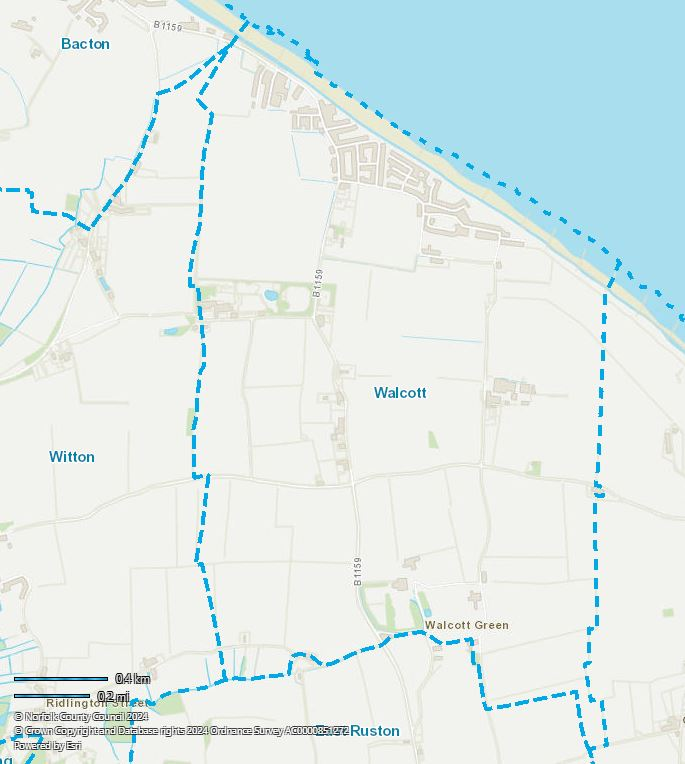 B1159
Bacton
B1159
Walcott
Witton
B1159
Walcott Green
0.4 km
0.2 mi
Ridlington Street
© Norfolk County Council 2024
© Crown Copyright and Database rights 2024 Ordnance Survey AC0000851272
Ruston
Powered by Esri